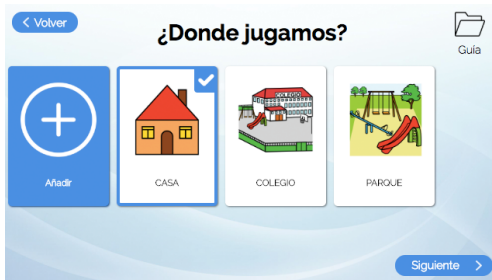 Volver
¿Donde jugamos?
Guía
Añadir
CASA
COLEGIO
COLEGIO
PARQUE
Siguiente